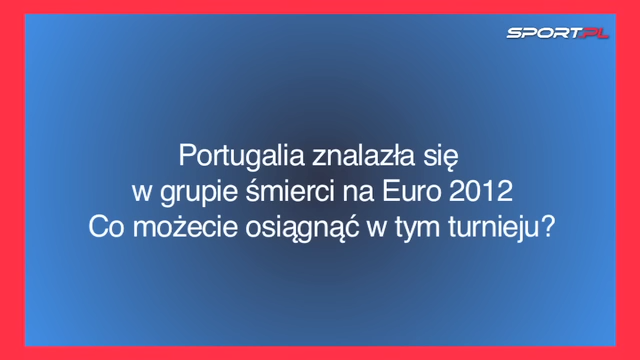 SPORT.PL
Portugalia znalazła się
w grupie śmierci na Euro 2012
Co możecie osiągnąć w tym turnieju?